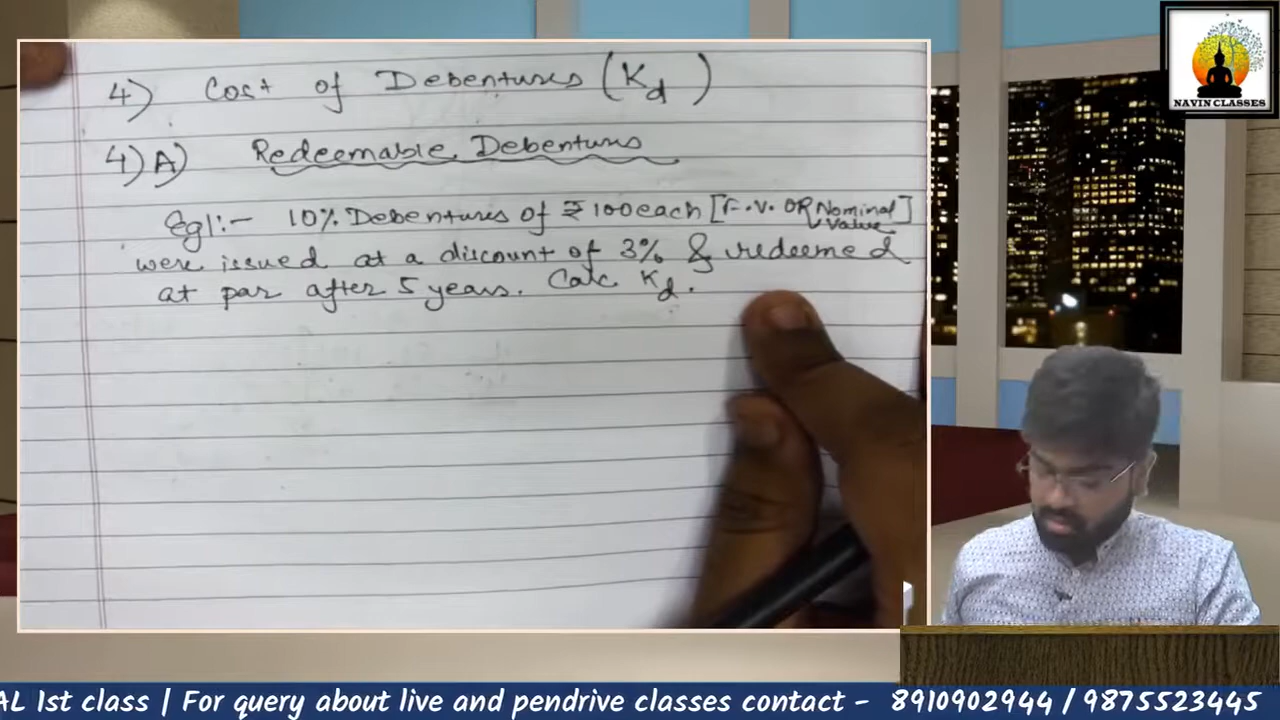 4) Cost of Debentures (Kd)
4) A) Redeemable Debentures
Eg1:- 10% Debentures of ₹ 100 each [F.V. OR Nominal Value]
were issued at a discount of 3% & redeemed
at par after 5 years. Calc Kd.
NAVIN CLASSES
AL 1st class | For query about live and pendrive classes contact - 8910902944 / 9875523445